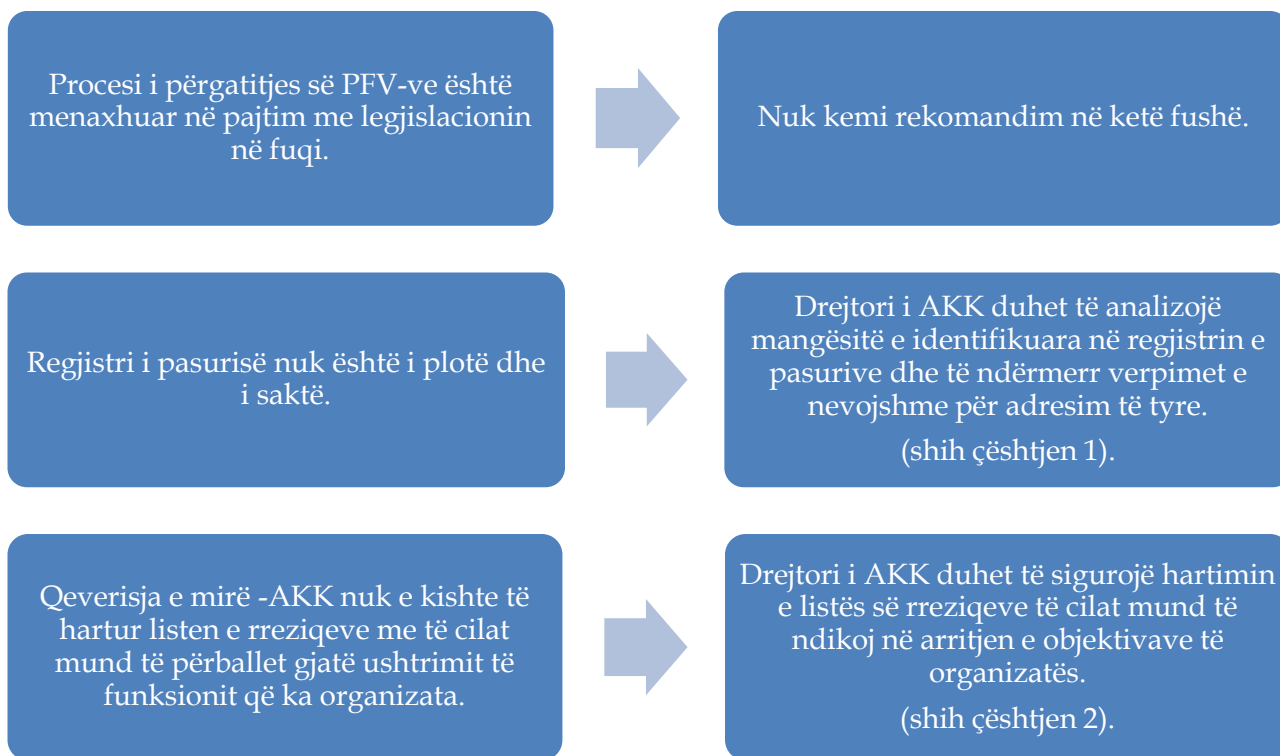 Procesi i përgatitjes së PFV-ve është
menaxhuar në pajtim me legjislacionin
në fuqi.
Nuk kemi rekomandim në ketë fushë.
Regjistri i pasurisë nuk është i plotë dhe
i saktë.
Drejtori i AKK duhet të analizojë
mangësitë e identifikuara në regjistrin e
pasurive dhe të ndërmerr verpimet e
nevojshme për adresim të tyre.
(shih çështjen 1).
Qeverisja e mirë -AKK nuk e kishte të
hartur listen e rreziqeve me të cilat
mund të përballet gjatë ushtrimit të
funksionit që ka organizata.
Drejtori i AKK duhet të sigurojë hartimin
e listës së rreziqeve të cilat mund të
ndikoj në arritjen e objektivave të
organizatës.
(shih çështjen 2).